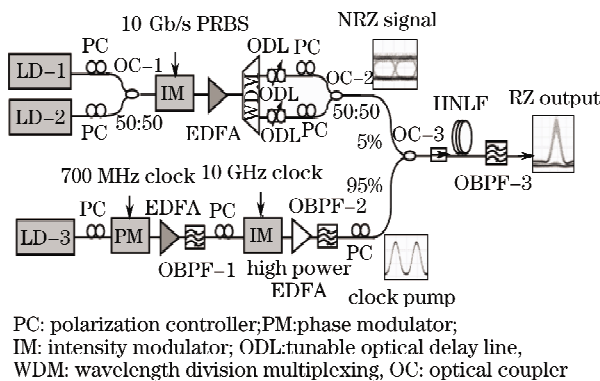 10 Gb/s PRBS
NRZ signal
PC
ODL PC
LD-1
OC-1
IM
WDM
ODL
OC-2
LD-2
PC
50:50
EDFA
ODL
PC
50:50
HNLF
RZ output
5%
OC-3
700 MHz clock
10 GHz clock
95%
OBPF-3
PC
EDFA
PC
OBPF-2
LD-3
PM
IM
PC
OBPF-1
high power
EDFA
clock pump
PC: polarization controller;PM:phase modulator;
IM: intensity modulator; ODL:tunable optical delay line,
WDM: wavelength division multiplexing, OC: optical coupler